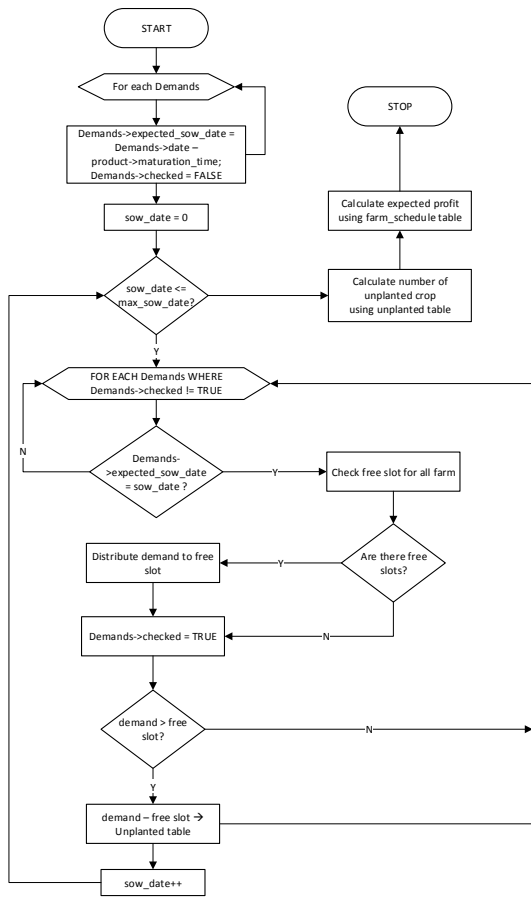 START
For each Demands
Demands->expected_sow_date =
Demands->date –
product->maturation_time;
Demands->checked = FALSE
sow_date = 0
sow_date <=
max_sow_date?
Y
STOP
Calculate expected profit
using farm_schedule table
Calculate number of
unplanted crop
using unplanted table
FOR EACH Demands WHERE
Demands->checked != TRUE
N
Demands-
>expected_sow_date
= sow_date ?
Y
Check free slot for all farm
Are there free
slots?
Y
Distribute demand to free
slot
N
Demands->checked = TRUE
demand > free
slot?
N
Y
demand – free slot →
Unplanted table
sow_date++